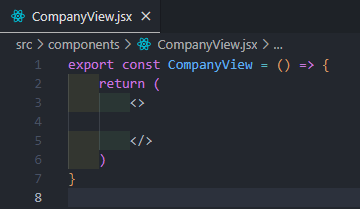 CompanyView.jsx ×
src > components > CompanyView.jsx > ...
1 export const CompanyView = () => {
2     return (
3         <>
4
5         </>
6     )
7 }
8